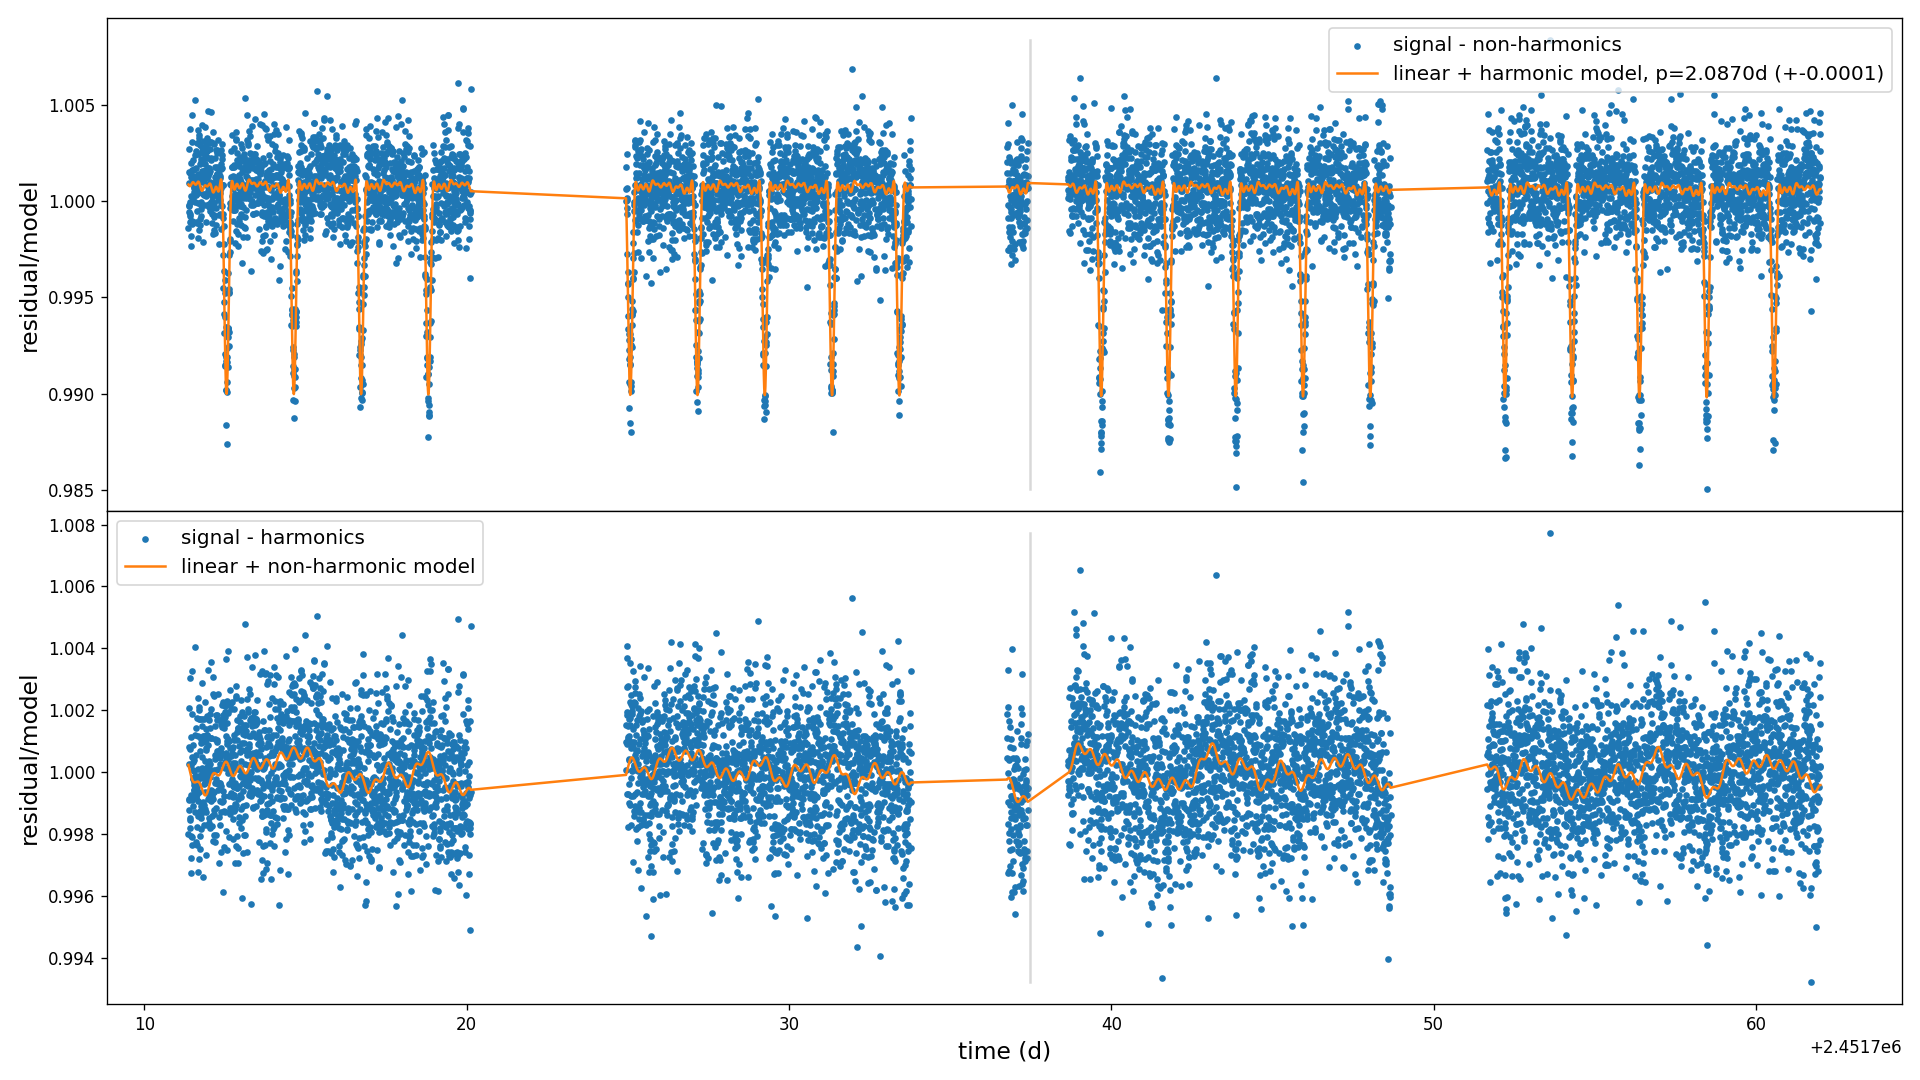 signal - non-harmonics
linear + harmonic model, p=2.0870d (+-0.0001)
residual/model
1.005
1.000
0.995
0.990
0.985
signal - harmonics
linear + non-harmonic model
residual/model
1.008
1.006
1.004
1.002
1.000
0.998
0.996
0.994
10
20
30
40
50
60
time (d)
+2.4517e6